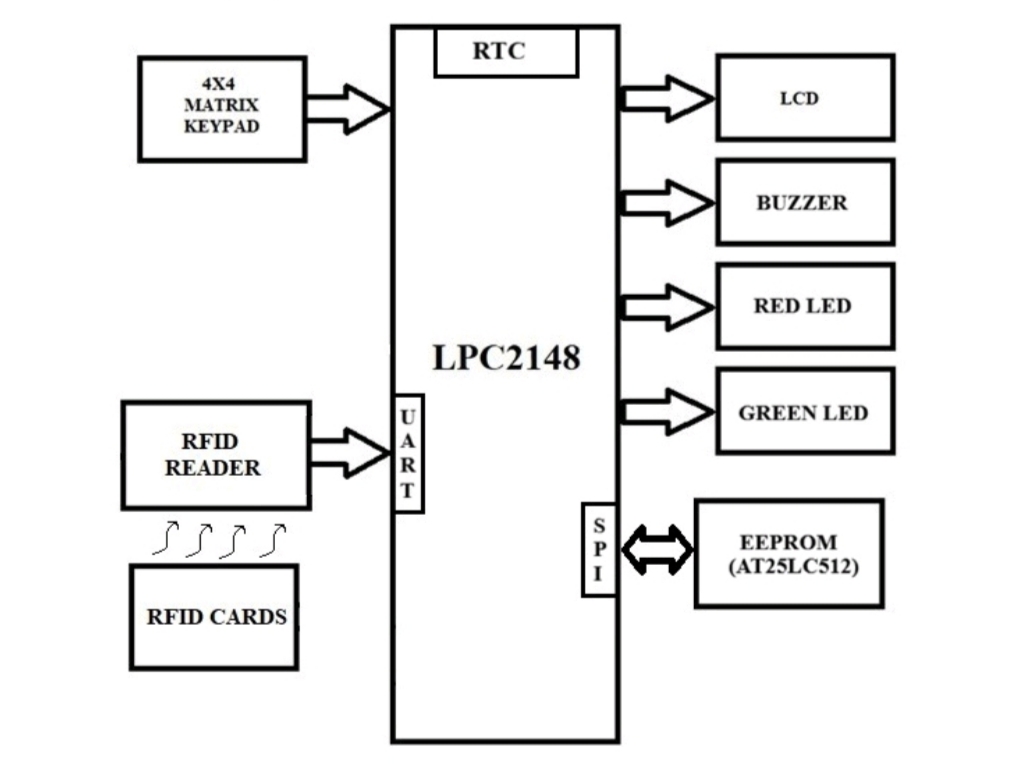 RTC
4X4
MATRIX
KEYPAD
LCD
BUZZER
RED LED
LPC2148
GREEN LED
U
A
R
T
RFID
READER
S
P
I
EEPROM
(AT25LC512)
RFID CARDS